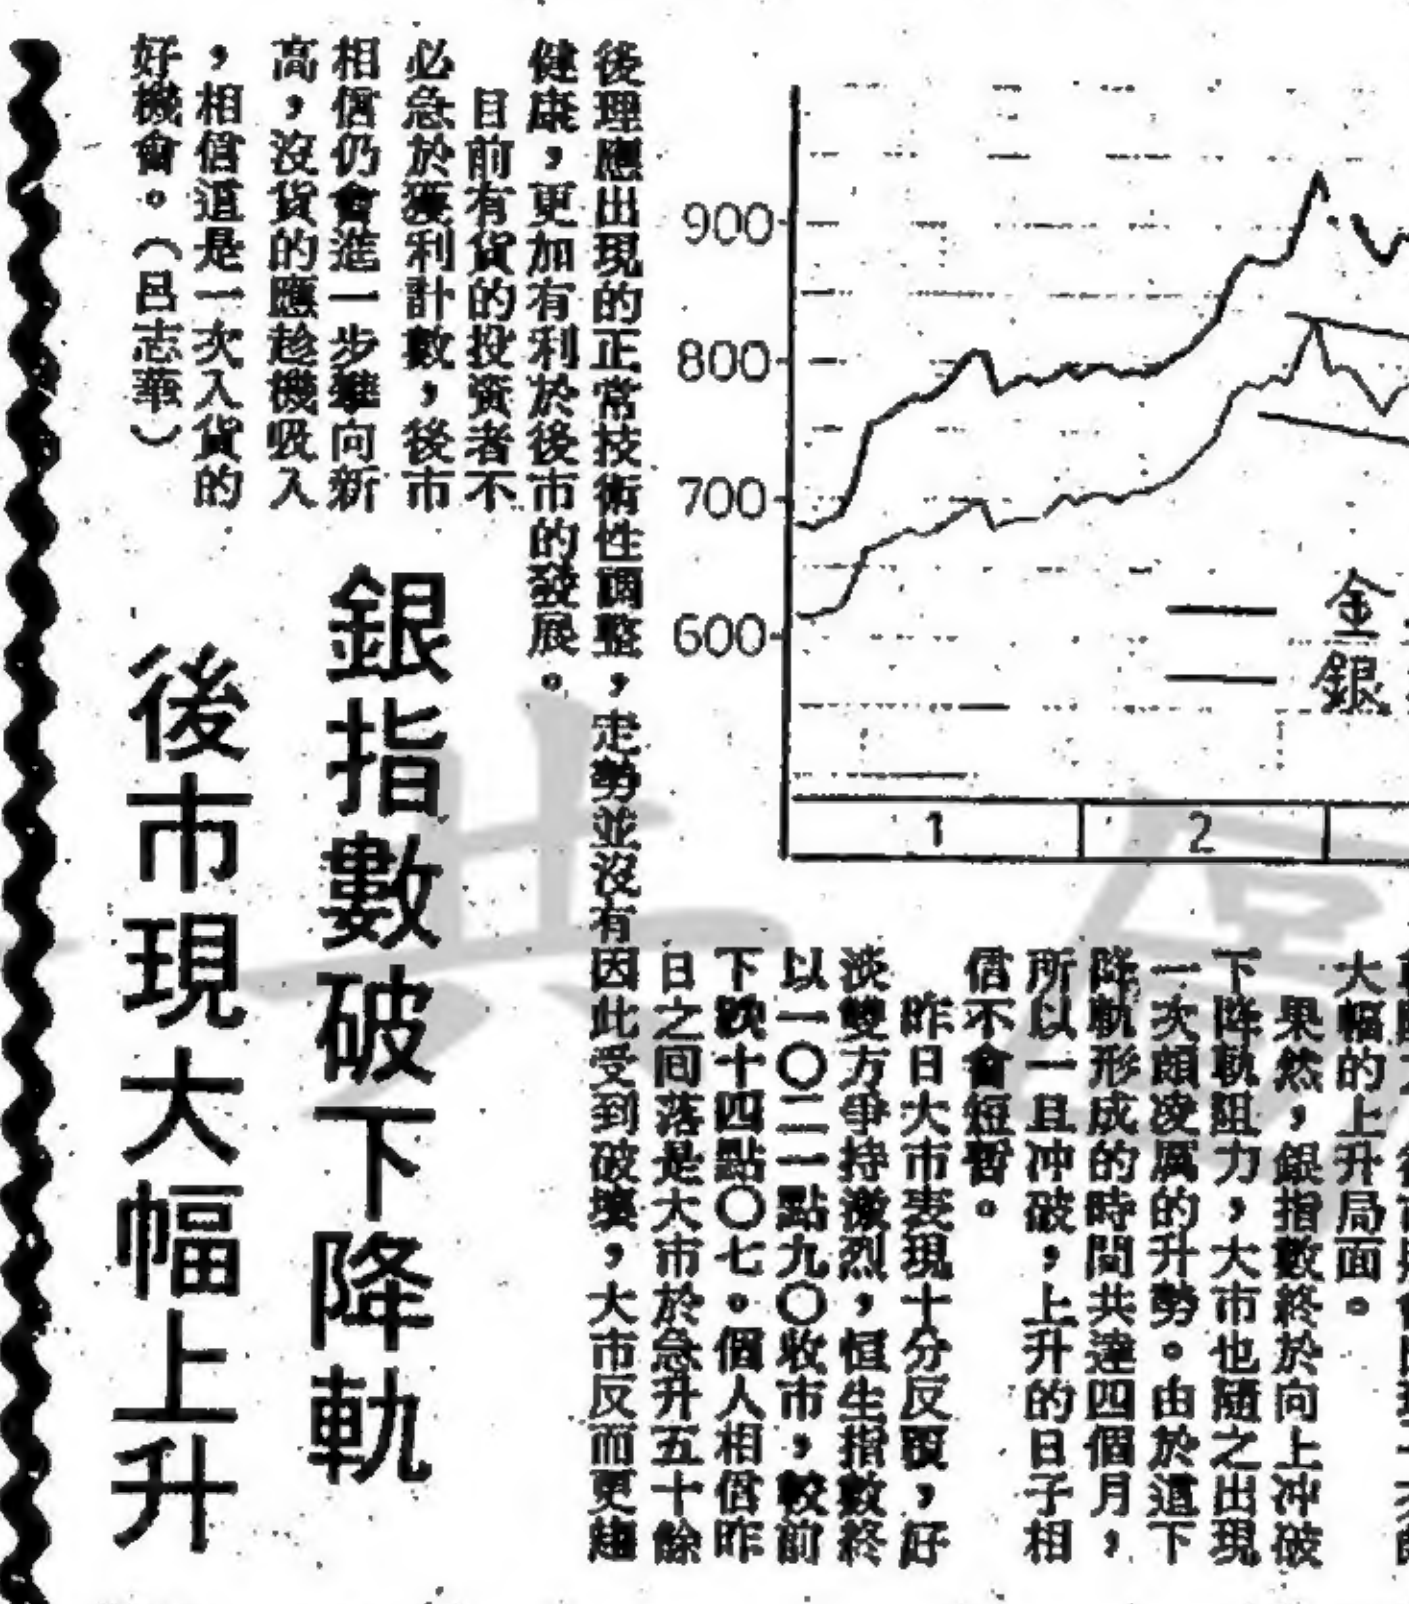 銀指數破下降軌
後市現大幅上升
900
800
700
600
金
銀
1
2
大幅的上升局面。
果然，銀指數終於向上冲破
下降軌阻力，大市也隨之出現
一次頗凌厲的升勢。由於這下
降軌形成的時間共達四個月，
所以一旦冲破，上升的日子相
信不會短暫。
昨日大市表現十分反覆，好
淡雙方爭持激烈，恒生指數終
以一〇二一點九〇收市，較前
下跌十四點〇七。個人相信昨
日之間落是大市於急升五十餘
後理應出現的正常技術性調整，走勢並沒有因此受到破壞，大市反而更趨
健康，更加有利於後市的發展。
目前有貨的投資者不
必急於獲利計數，後市
相信仍會進一步攀向新
高，沒貨的應趁機吸入
，相信這是一次入貨的
好機會。（呂志華）